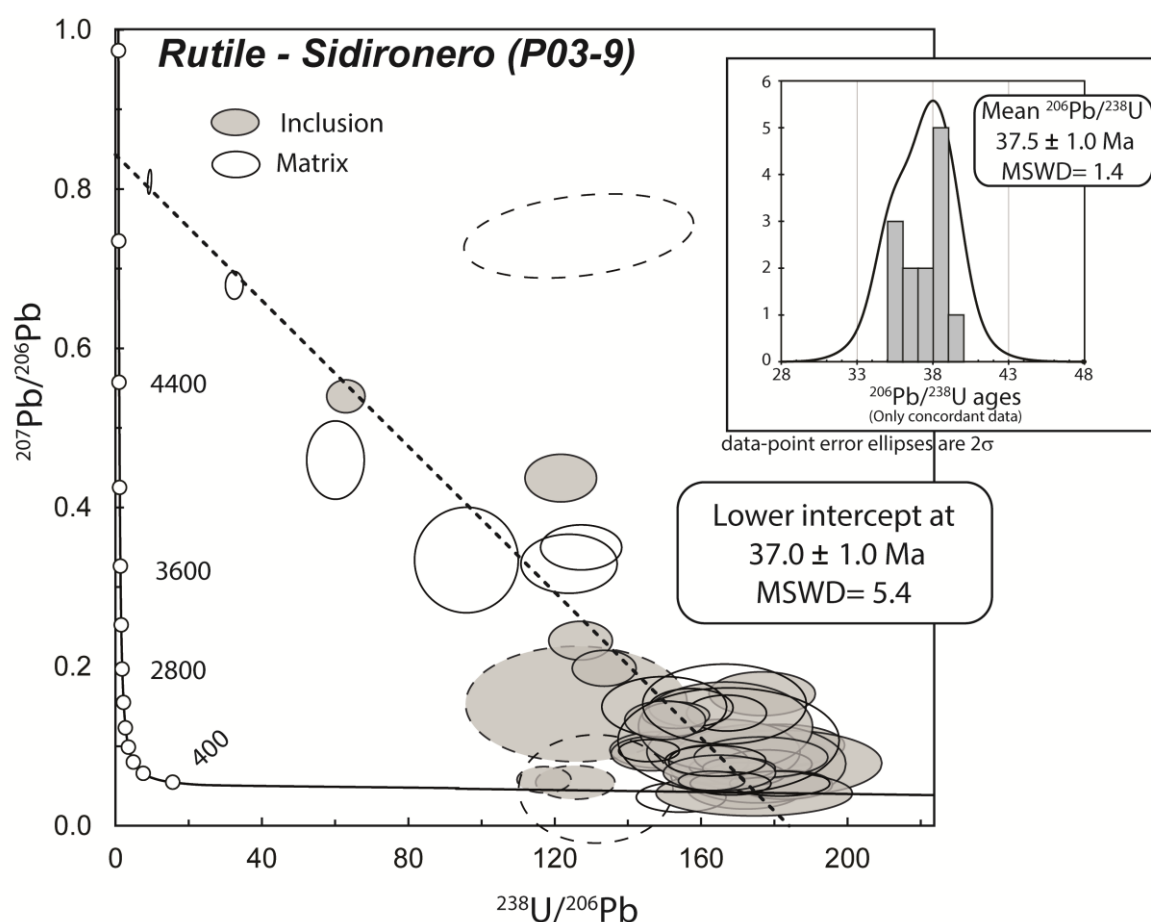 Rutile - Sidironero (P03-9)
Inclusion
Matrix
1.0
0.8
0.6
0.4
0.2
0.0
207Pb/206Pb
4400
3600
2800
400
0
40
80
120
160
200
238U/206Pb
6
5
4
3
2
1
0
28
33
38
43
48
Mean 206Pb/238U
37.5 ± 1.0 Ma
MSWD= 1.4
206Pb/238U ages
(Only concordant data)
data-point error ellipses are 2σ
Lower intercept at
37.0 ± 1.0 Ma
MSWD= 5.4